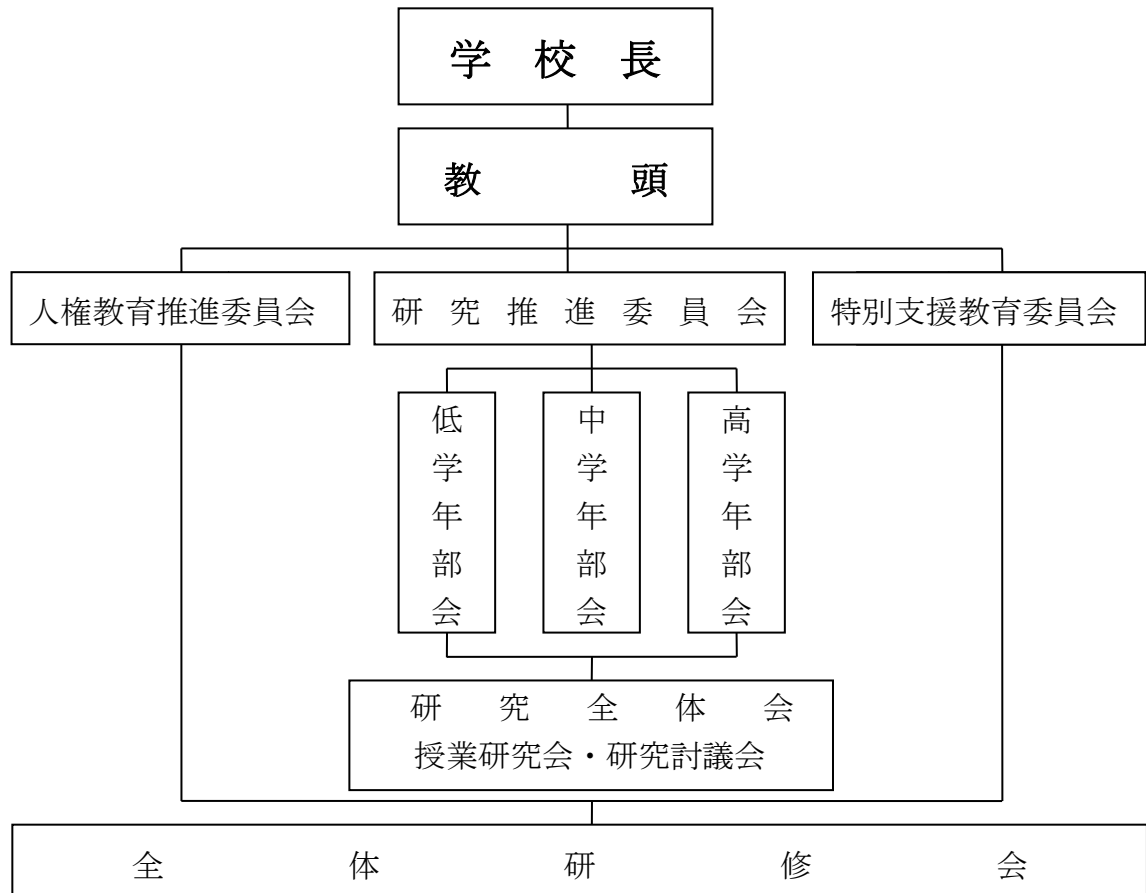 学校長
教頭
人権教育推進委員会
研究推進委員会
特別支援教育委員会
低学年部会
中学年部会
高学年部会
研究全体会
授業研究会・研究討議会
全体研修会